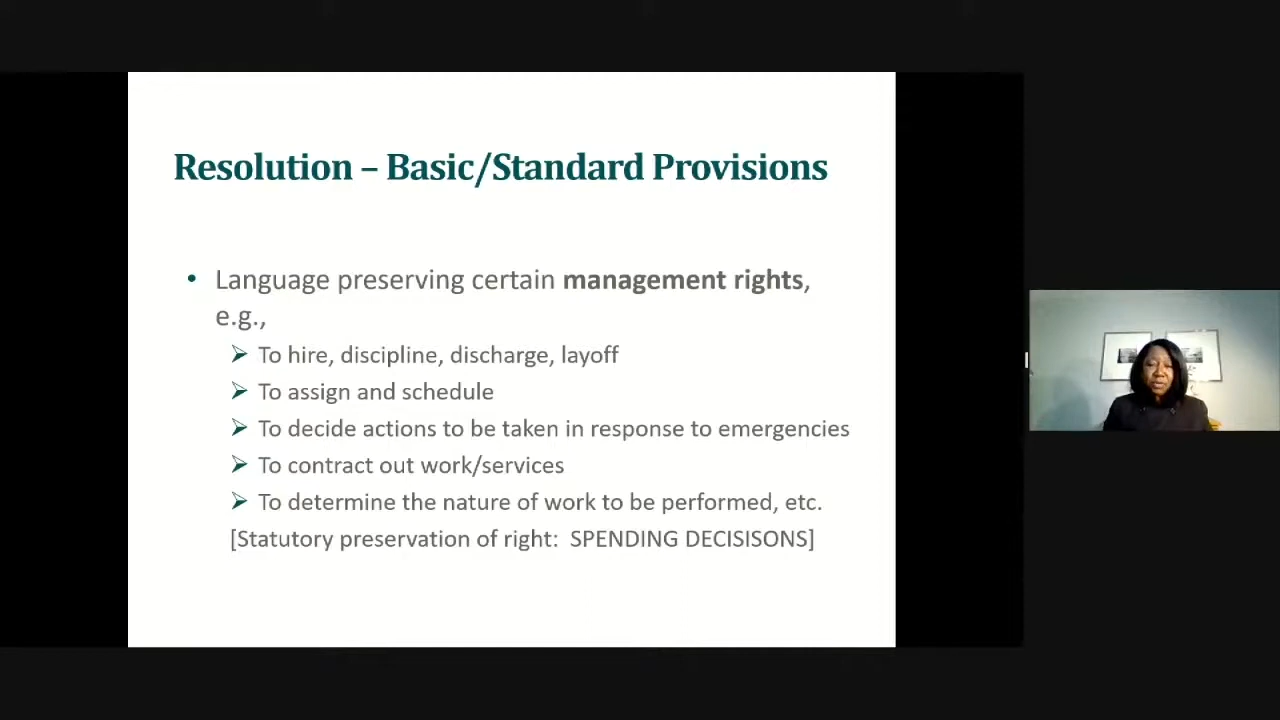 Resolution – Basic/Standard Provisions
• Language preserving certain management rights,
e.g.,
➢ To hire, discipline, discharge, layoff
➢ To assign and schedule
➢ To decide actions to be taken in response to emergencies
➢ To contract out work/services
➢ To determine the nature of work to be performed, etc.
[Statutory preservation of right:  SPENDING DECISISONS]